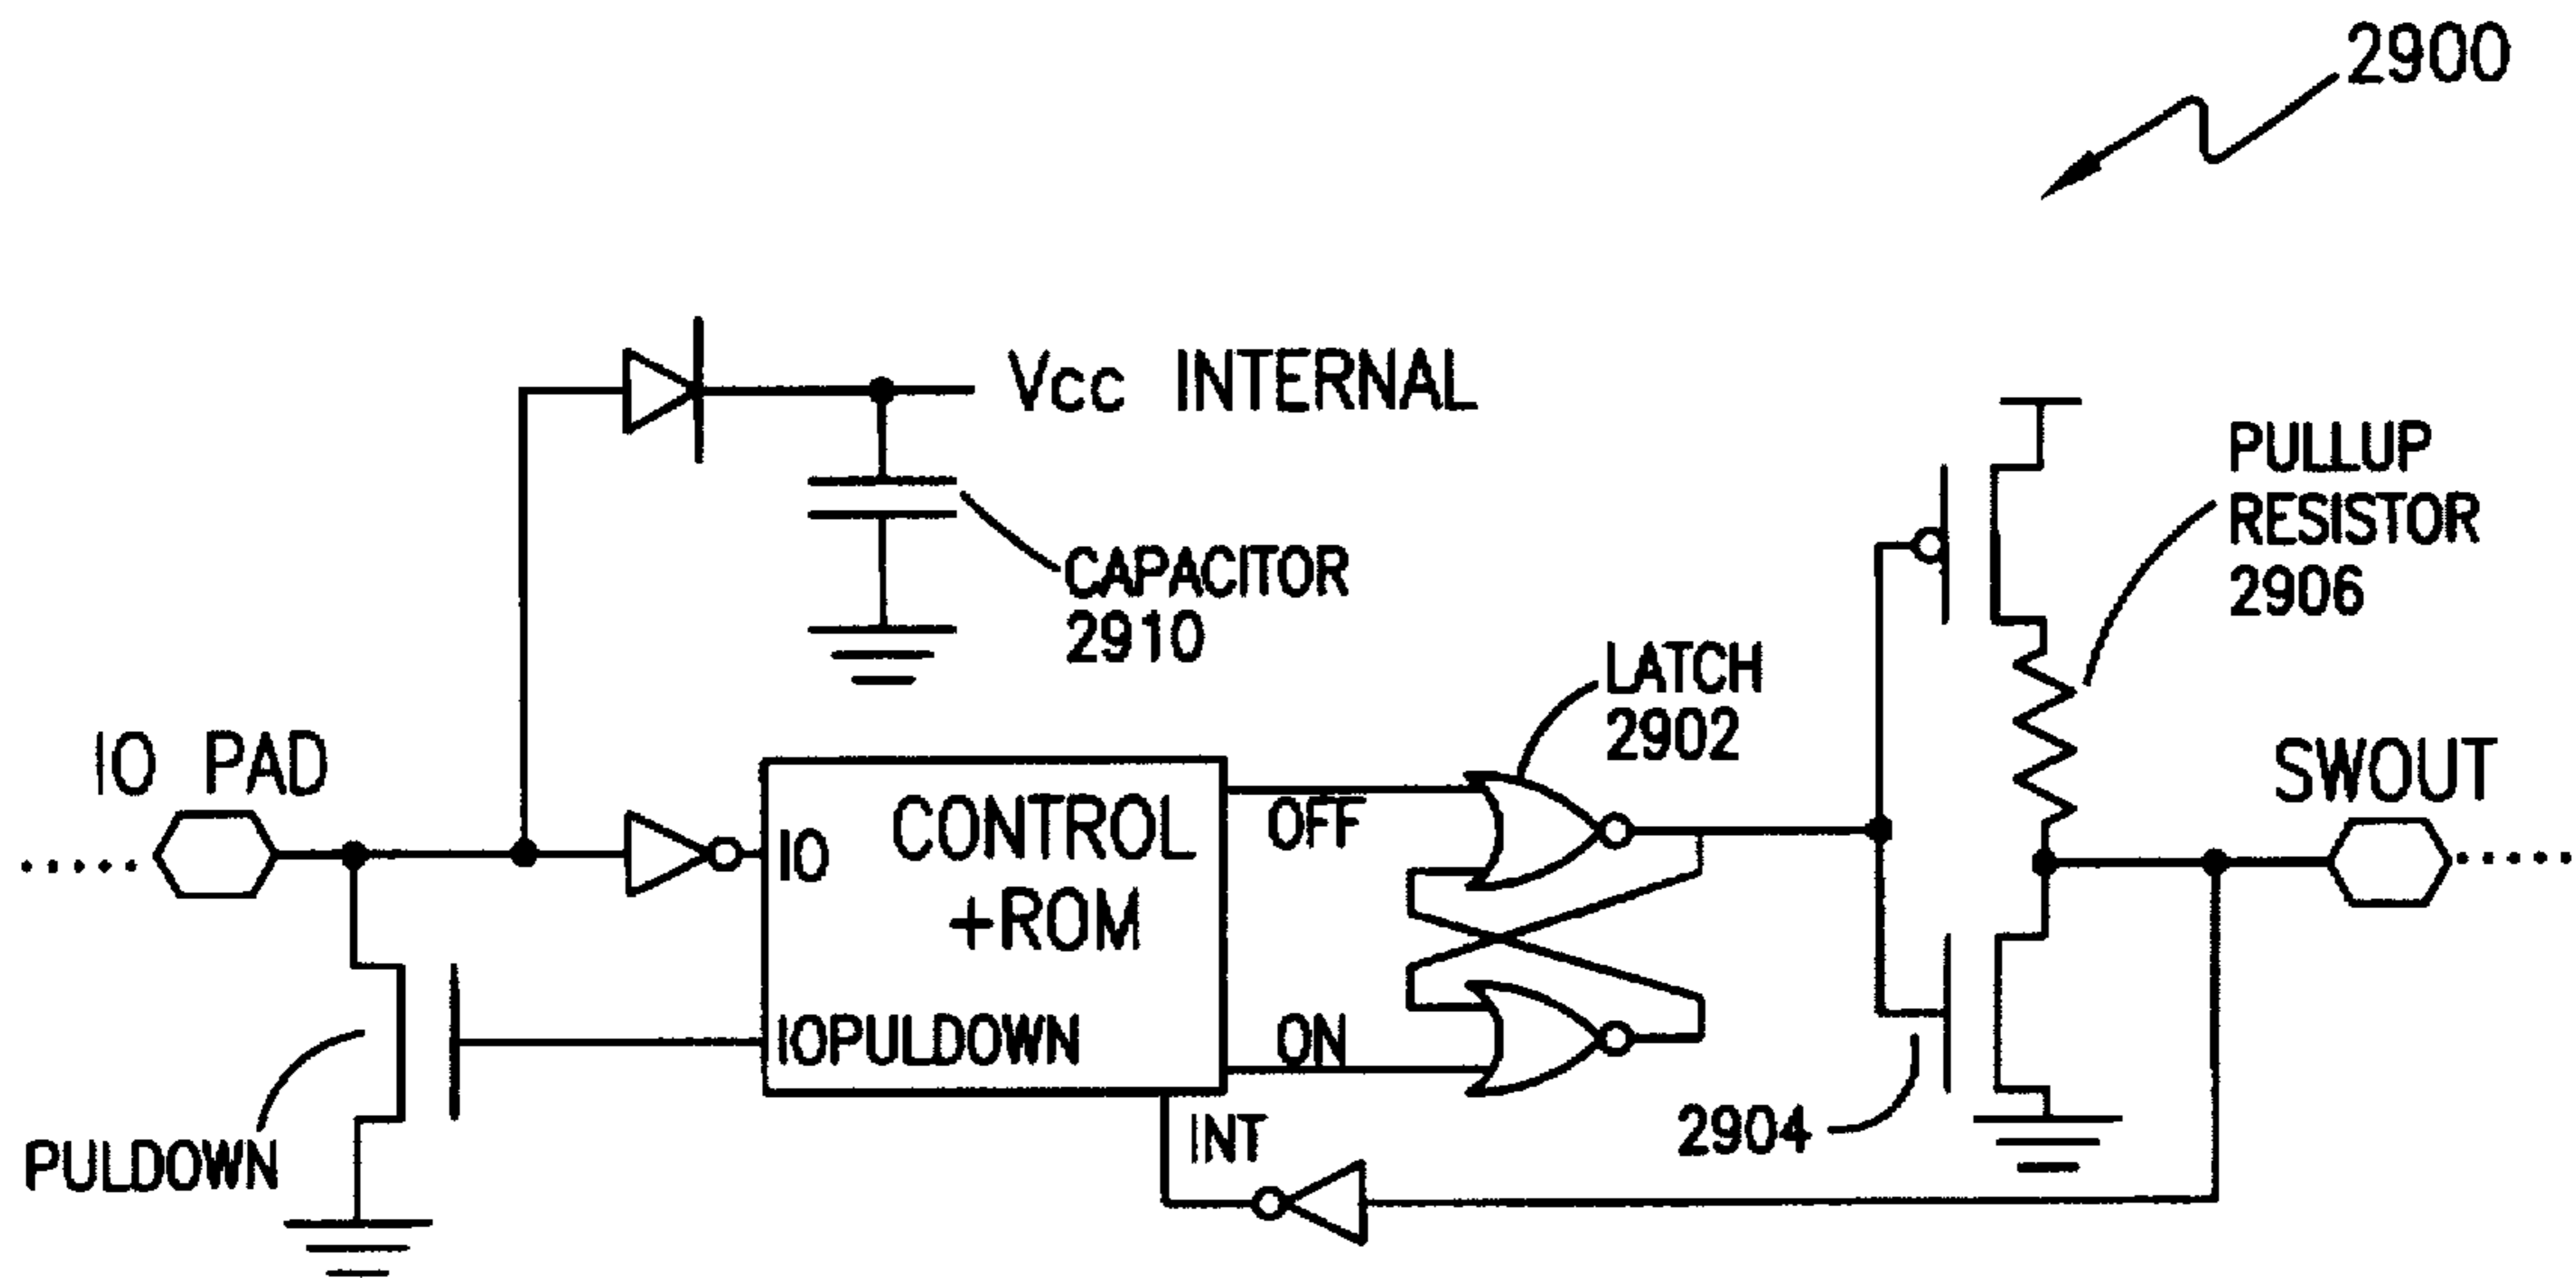 2900
Vcc INTERNAL
PULLUP
RESISTOR
2906
CAPACITOR
2910
LATCH
2902
IO PAD
SWOUT
IO
CONTROL
+ROM
OFF
IOPULDOWN
ON
2904
INT
PULDOWN